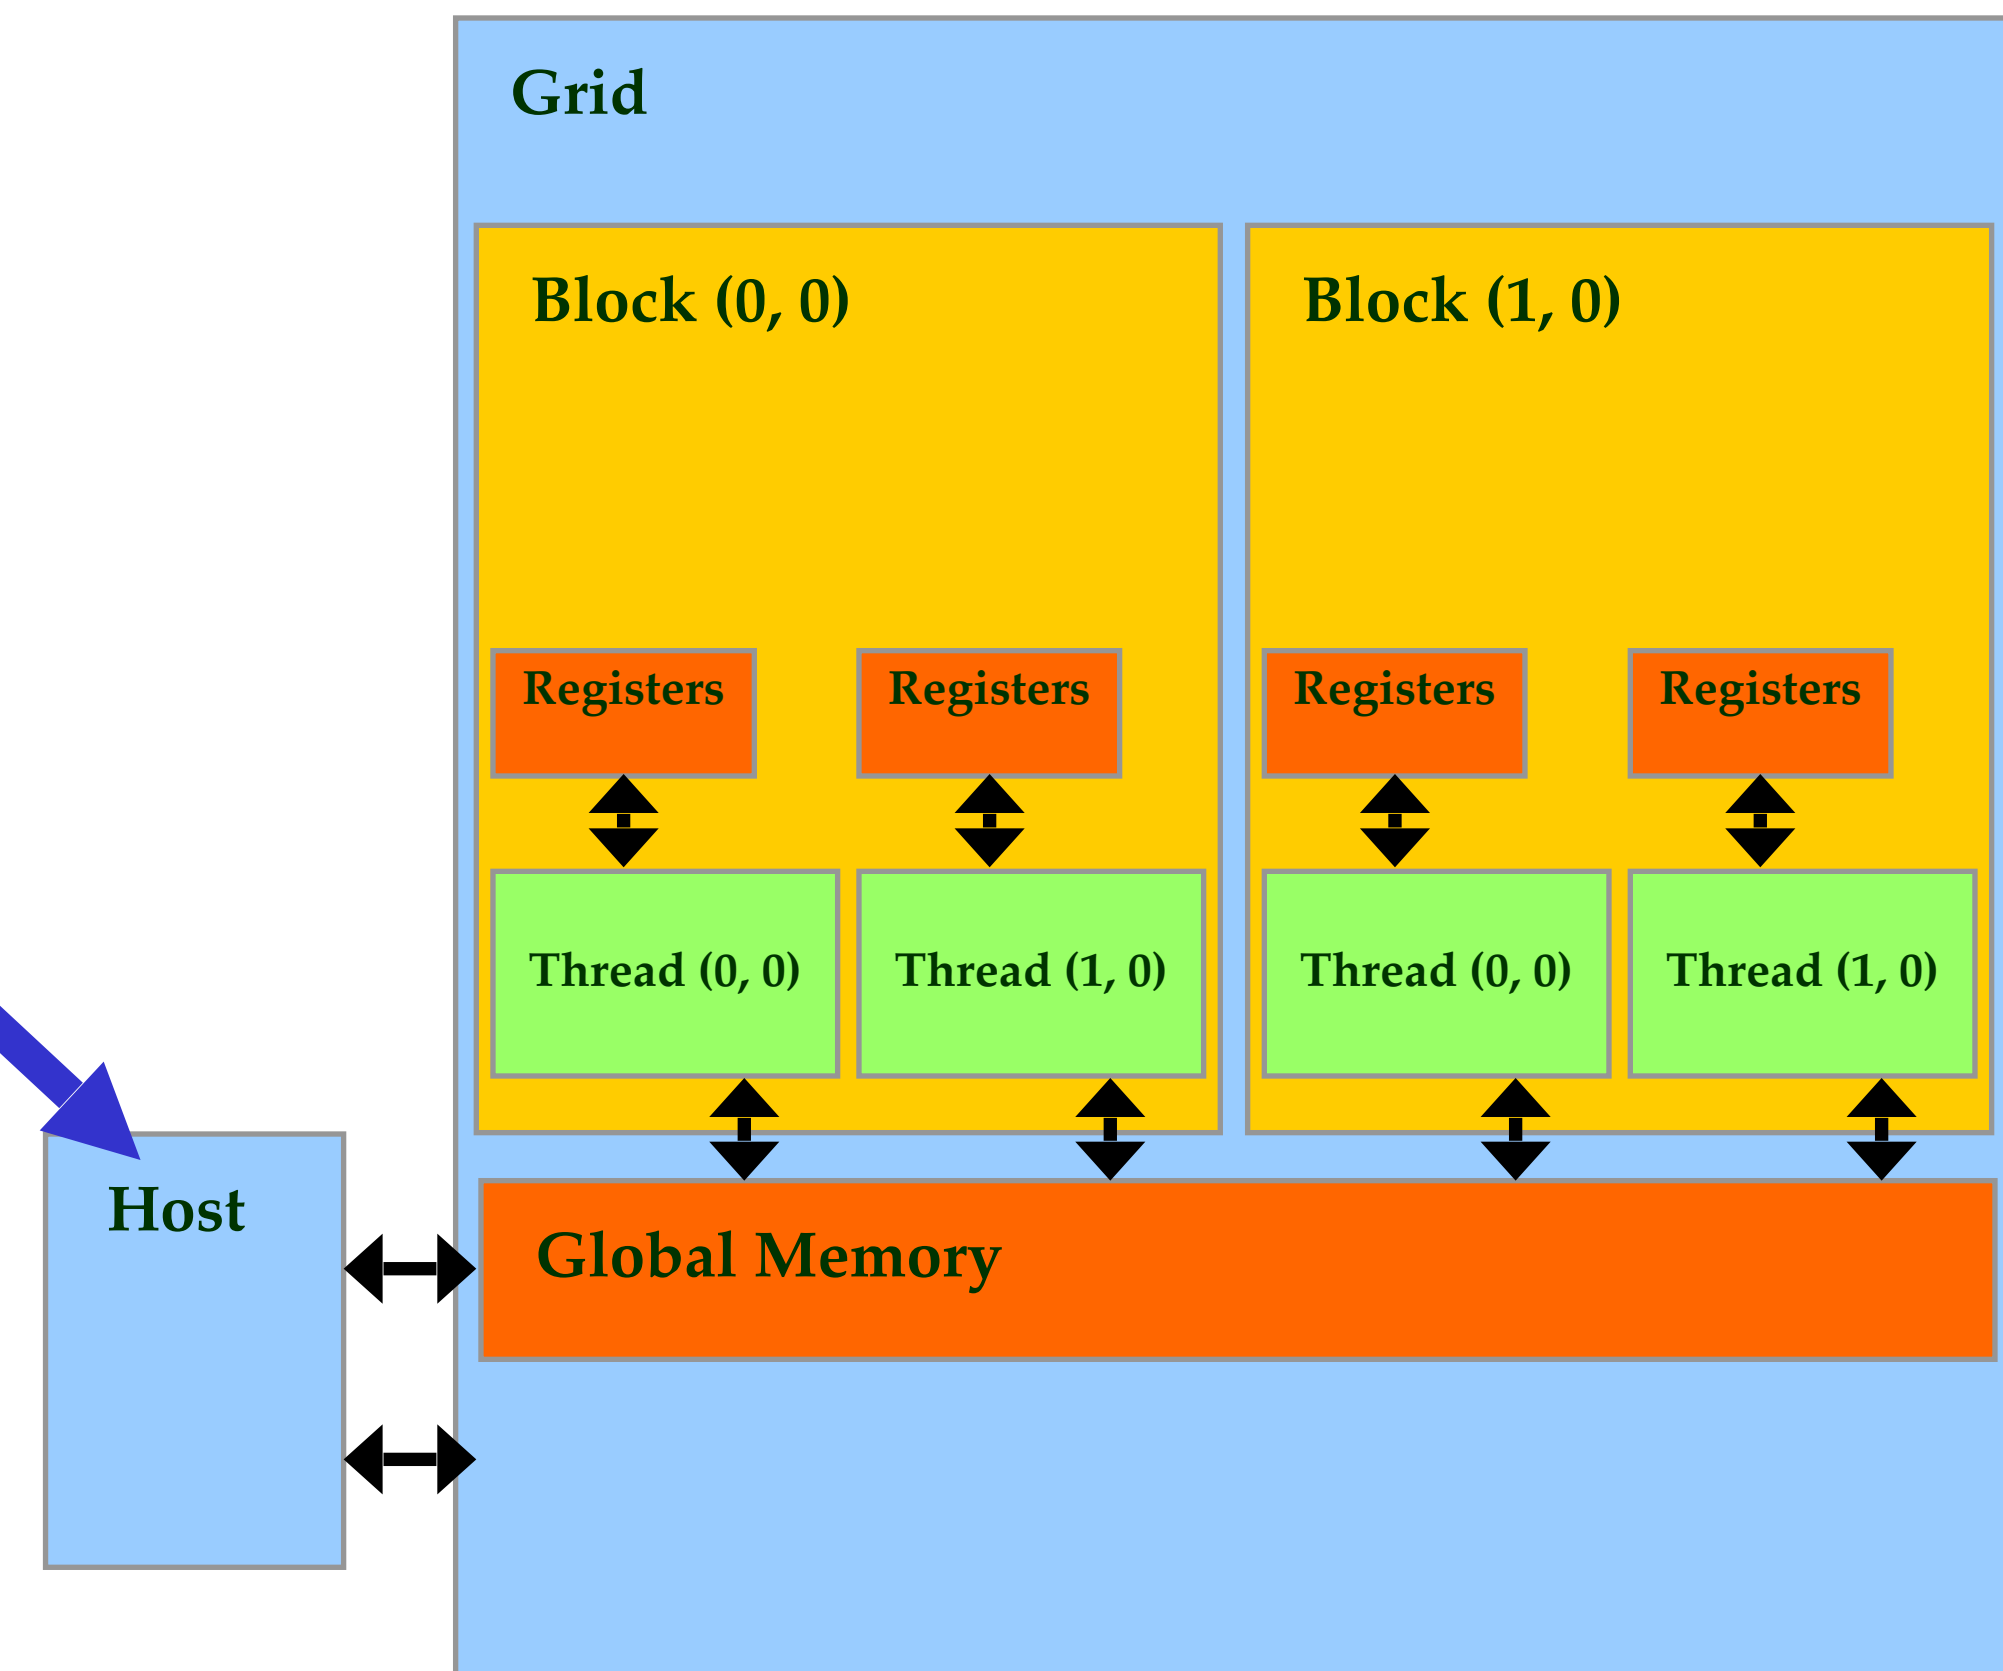 Grid
Block (0, 0)
Block (1, 0)
Registers
Registers
Registers
Registers
Thread (0, 0)
Thread (1, 0)
Thread (0, 0)
Thread (1, 0)
Host
Global Memory